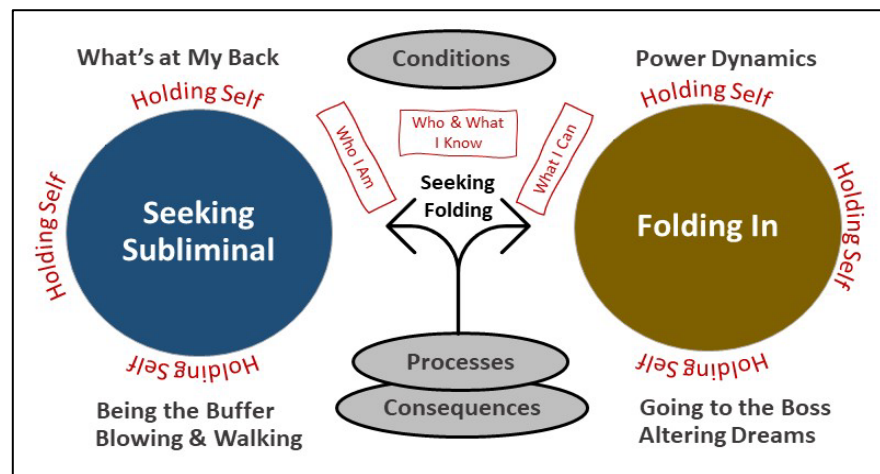 What's at My Back
Conditions
Power Dynamics
Holding Self
Holding Self
Who I Am
Who & What
I Know
What I Can
Holding Self
Holding Self
Seeking
Subliminal
Seeking
Folding
Folding In
Holding Self
Holding Self
Processes
Consequences
Being the Buffer
Blowing & Walking
Going to the Boss
Altering Dreams